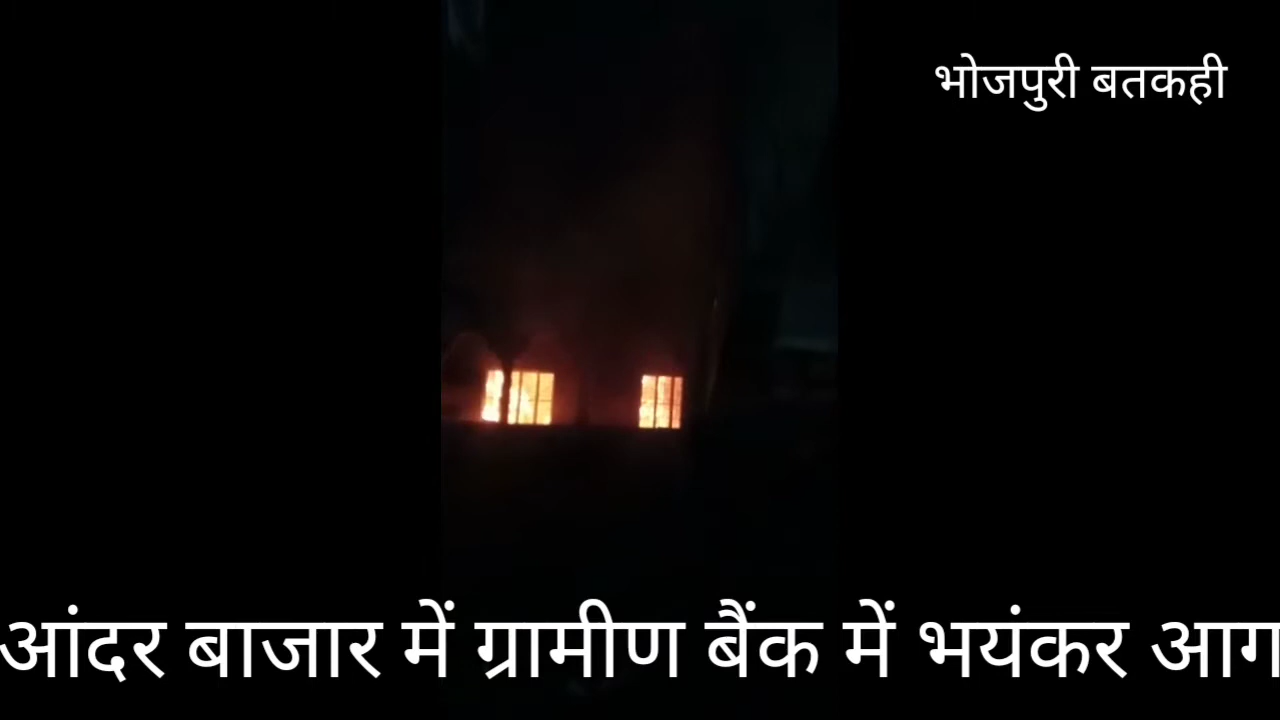 भोजपुरी बतकही
आंदर बाजार में ग्रामीण बैंक में भयंकर आग